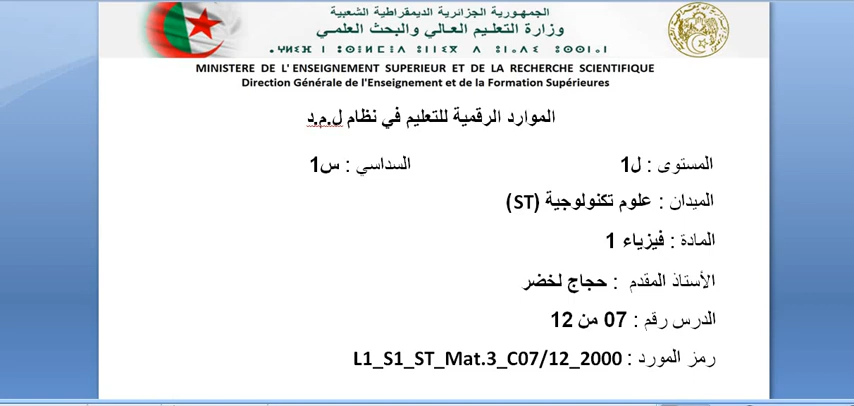 الجمهورية الجزائرية الديمقراطية الشعبية
وزارة التعليم العالي والبحث العلمي
MINISTERE DE L' ENSEIGNEMENT SUPERIEUR ET DE LA RECHERCHE SCIENTIFIQUE
Direction Générale de l'Enseignement et de la Formation Supérieures
الموارد الرقمية للتعليم في نظام ل.م.د
المستوى : ل1 السداسي : س1
الميدان : علوم تكنولوجية (ST)
المادة : فيزياء 1
الأستاذ المقدم : حجاج لخضر
الدرس رقم : 07 من 12
رمز المورد : L1_S1_ST_Mat.3_C07/12_2000